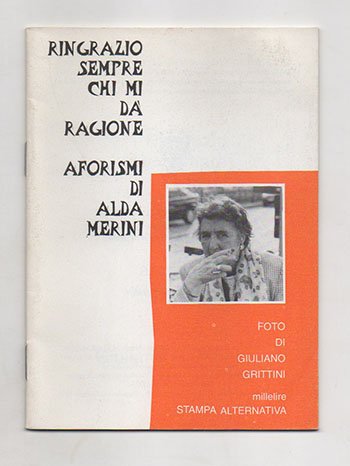 RINGRAZIO
SEMPRE
CHI MI
DÀ
RAGIONE
AFORISMI
DI
ALDA
MERINI
FOTO
DI
GIULIANO
GRITTINI
millelire
STAMPA ALTERNATIVA